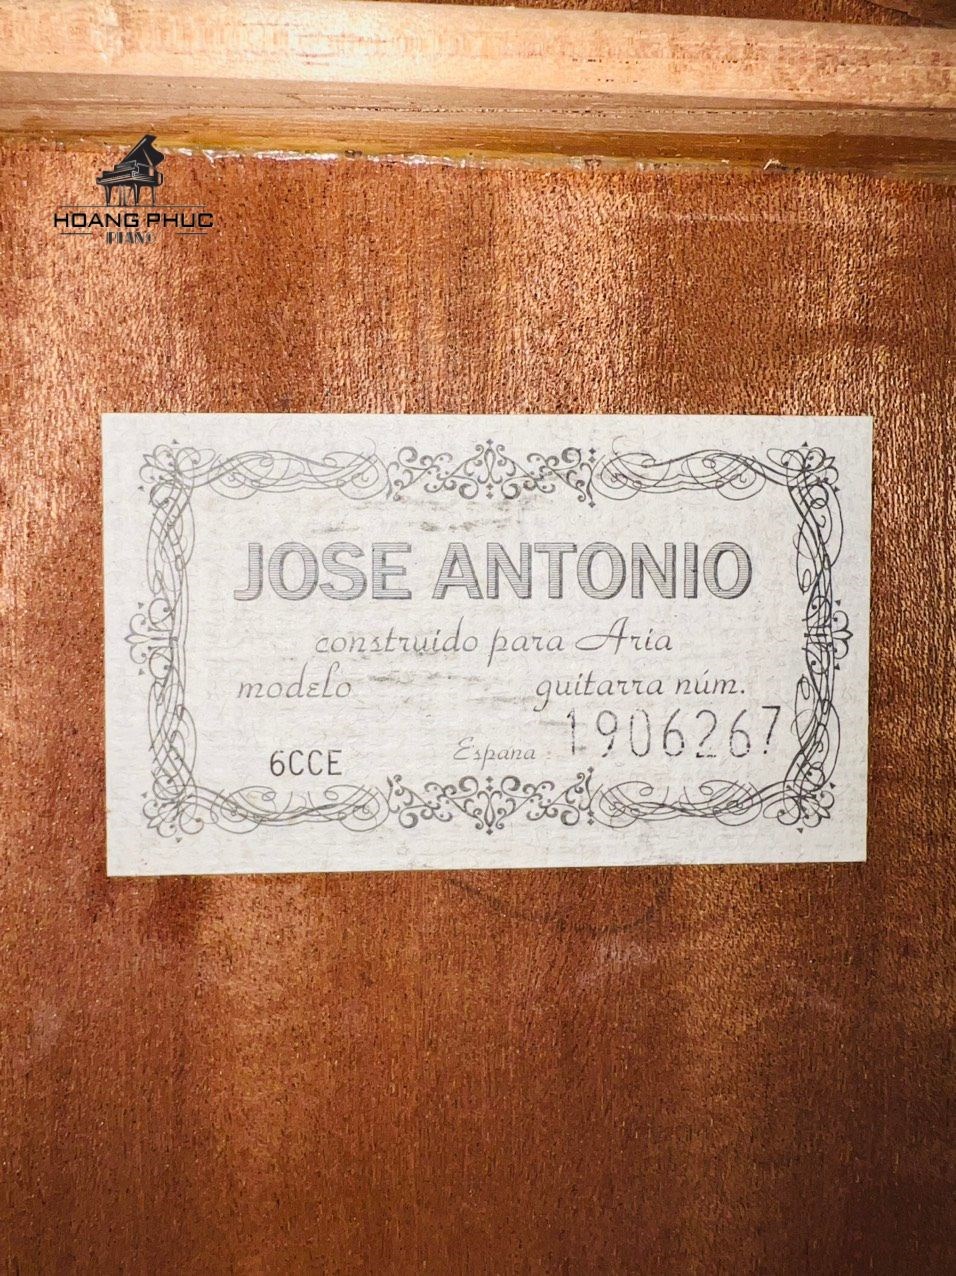 HOANG PHUC
PIANO
JOSE ANTONIO
construido para Aria
modelo guitarra núm.
6CCE Espana 1906267